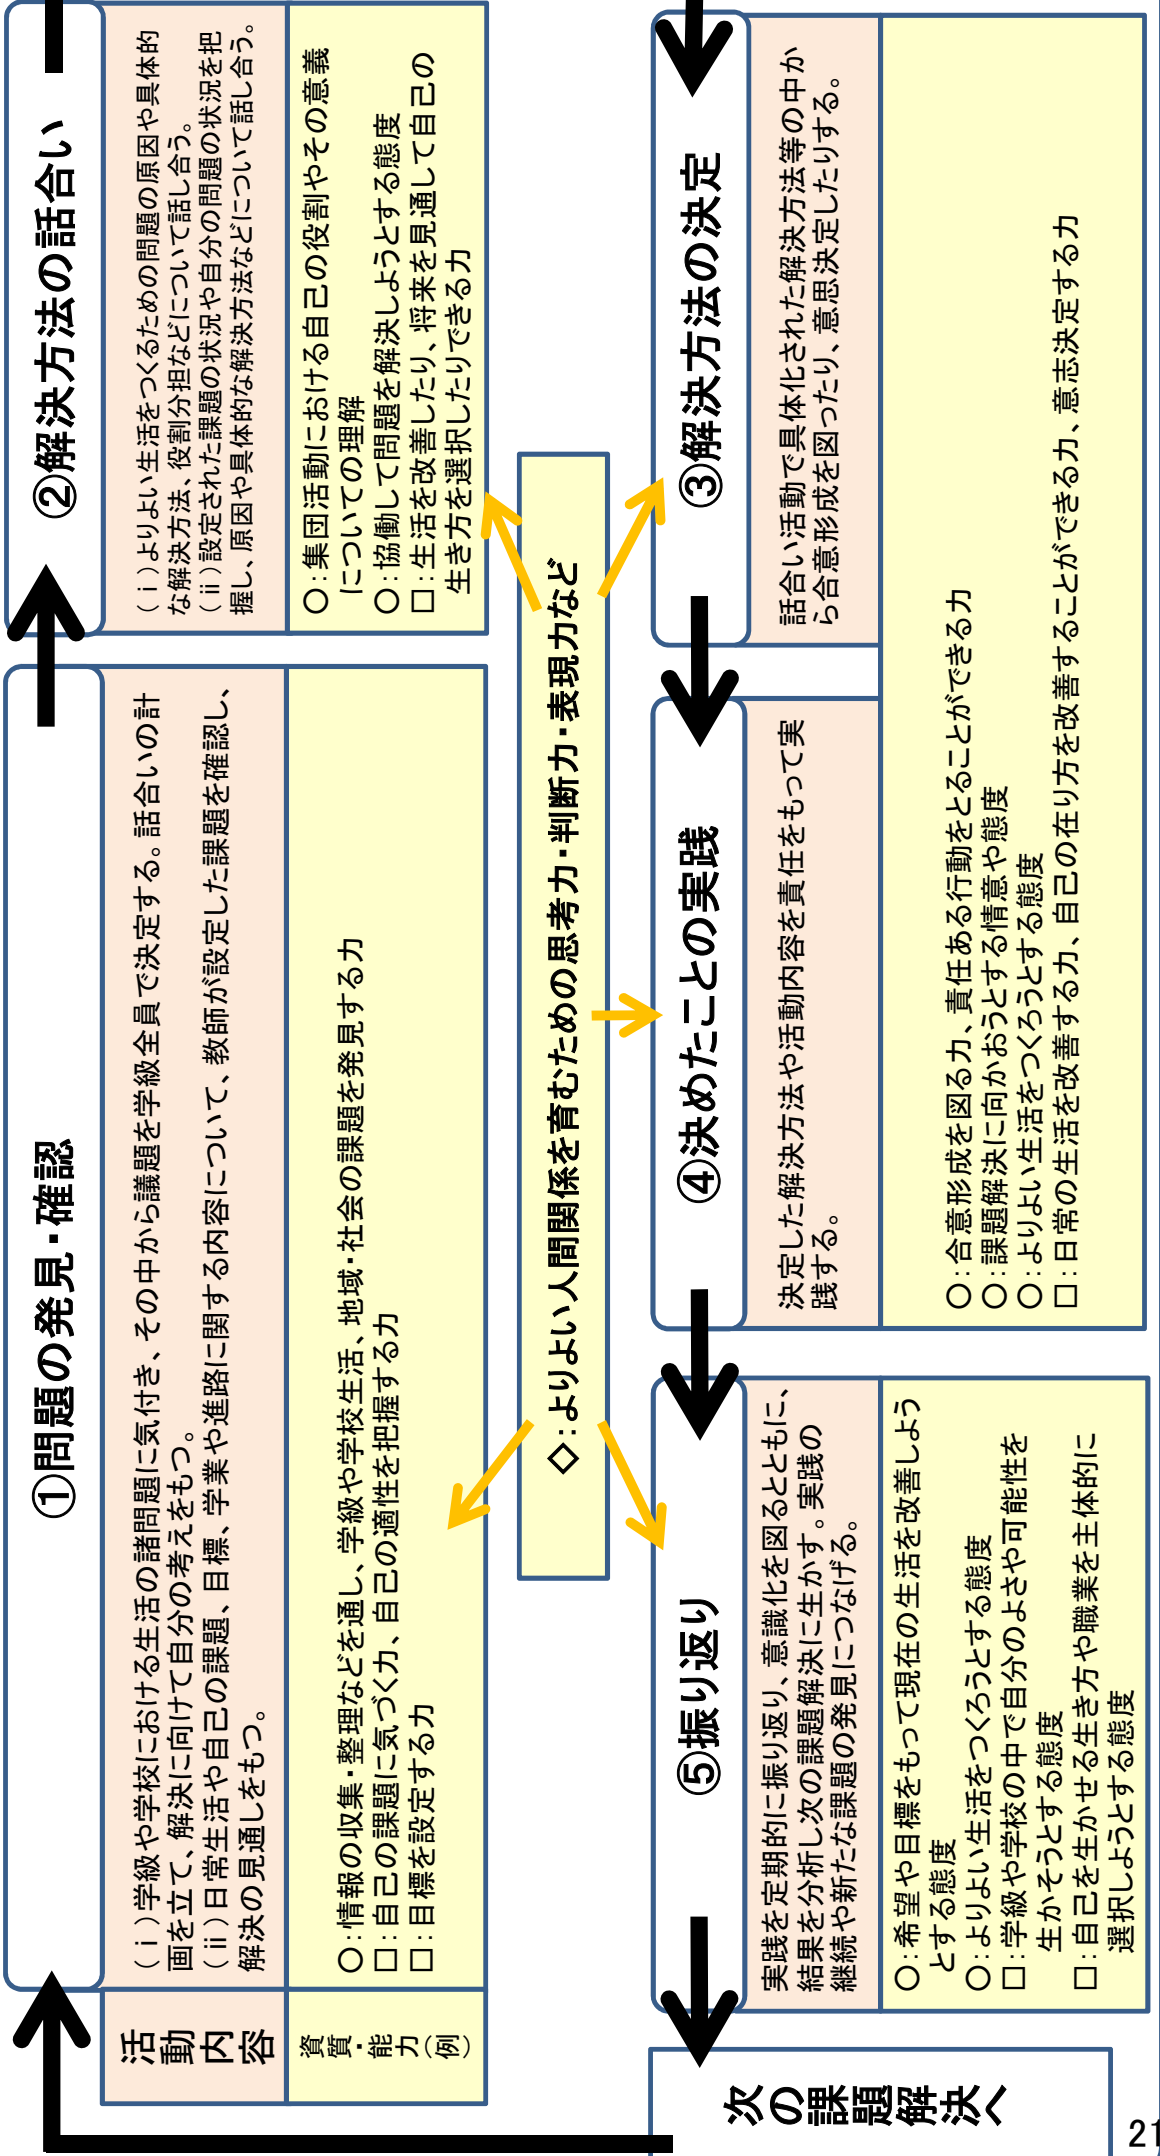 ①問題の発見・確認
②解決方法の話合い
活動内容
(ⅰ)学級や学校における生活の諸問題に気付き、その中から議題を学級全員で決定する。話合いの計
画を立て、解決に向けて自分の考えをもつ。
(ⅱ)日常生活や自己の課題、目標、学業や進路に関する内容について、教師が設定した課題を確認し、
解決の見通しをもつ。
(ⅰ)よりよい生活をつくるための問題の原因や具体的
な解決方法、役割分担などについて話し合う。
(ⅱ)設定された課題の状況や自分の問題の状況を把
握し、原因や具体的な解決方法などについて話し合う。
資質・能力(例)
○:情報の収集・整理などを通し、学級や学校生活、地域・社会の課題を発見する力
□:自己の課題に気づく力、自己の適性を把握する力
□:目標を設定する力
○:集団活動における自己の役割やその意義
についての理解
○:協働して問題を解決しようとする態度
□:生活を改善したり、将来を見通して自己の
生き方を選択したりできる力
◇:よりよい人間関係を育むための思考力・判断力・表現力など
次の課題解決へ
⑤振り返り
④決めたことの実践
③解決方法の決定
実践を定期的に振り返り、意識化を図るとともに、
結果を分析し次の課題解決に生かす。実践の
継続や新たな課題の発見につなげる。
決定した解決方法や活動内容を責任をもって実
践する。
話合い活動で具体化された解決方法等の中か
ら合意形成を図ったり、意思決定したりする。
○:希望や目標をもって現在の生活を改善しよう
とする態度
○:よりよい生活をつくろうとする態度
□:学級や学校の中で自分のよさや可能性を
生かそうとする態度
□:自己を生かせる生き方や職業を主体的に
選択しようとする態度
○:合意形成を図る力、責任ある行動をとることができる力
○:課題解決に向かおうとする情意や態度
○:よりよい生活をつくろうとする態度
□:日常の生活を改善する力、自己の在り方を改善することができる力、意志決定する力
21